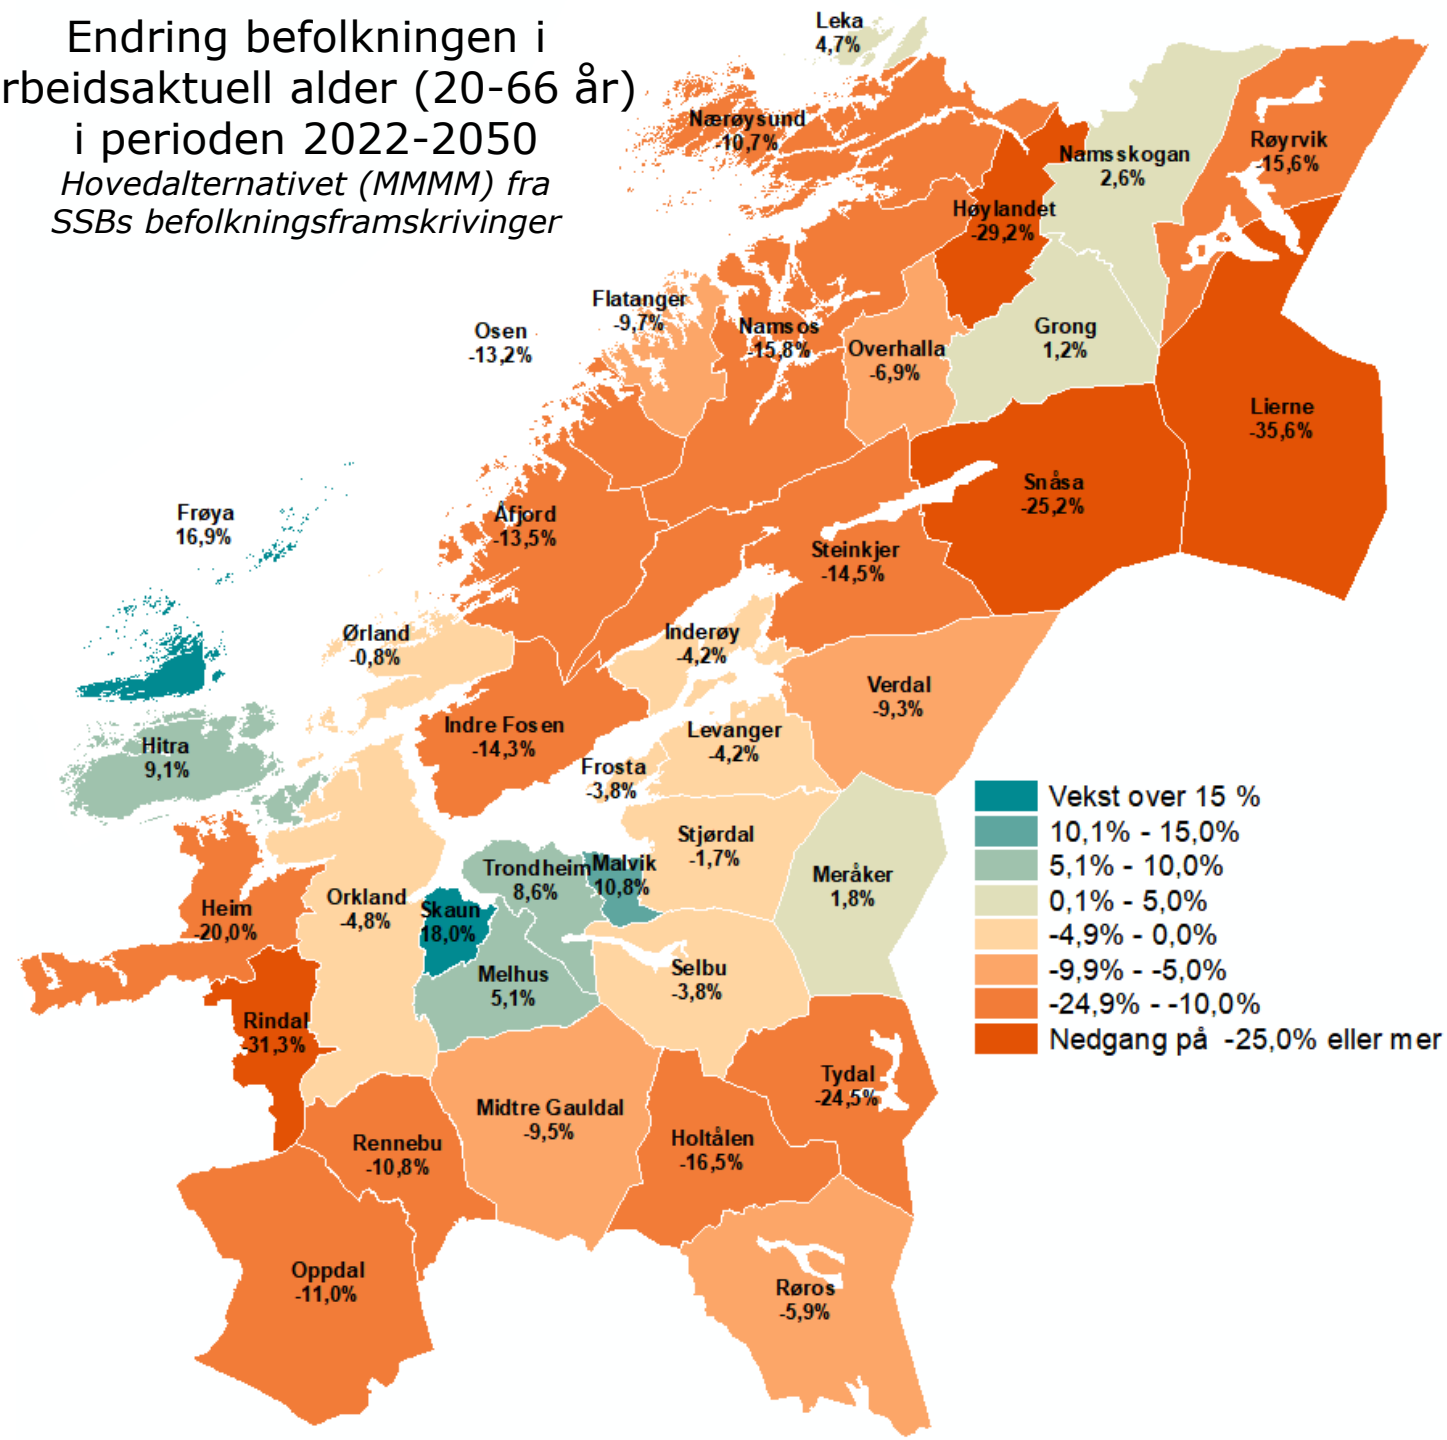 Endring befolkningen i
rbeidsaktuell alder (20-66 år)
i perioden 2022-2050
Hovedalternativet (MMMM) fra
SSBs befolkningsframskrivinger
Leka
4,7%
Nærøysund
-10,7%
Namsskogan
2,6%
Røyrvik
-15,6%
Høylandet
-29,2%
Flatanger
-9,7%
Osen
-13,2%
Namsos
-15,8%
Overhalla
-6,9%
Grong
1,2%
Lierne
-35,6%
Snåsa
-25,2%
Frøya
16,9%
Åfjord
-13,5%
Steinkjer
-14,5%
Ørland
-0,8%
Inderøy
-4,2%
Verdal
-9,3%
Indre Fosen
-14,3%
Levanger
-4,2%
Hitra
9,1%
Frosta
-3,8%
Stjørdal
-1,7%
Trondheim
8,6%
Malvik
10,8%
Meråker
1,8%
Orkland
-4,8%
Skaun
18,0%
Heim
-20,0%
Melhus
5,1%
Selbu
-3,8%
Rindal
-31,3%
Tydal
-24,5%
Midtre Gauldal
-9,5%
Rennebu
-10,8%
Holtålen
-16,5%
Oppdal
-11,0%
Røros
-5,9%
Vekst over 15 %
10,1% - 15,0%
5,1% - 10,0%
0,1% - 5,0%
-4,9% - 0,0%
-9,9% - -5,0%
-24,9% - -10,0%
Nedgang på -25,0% eller mer